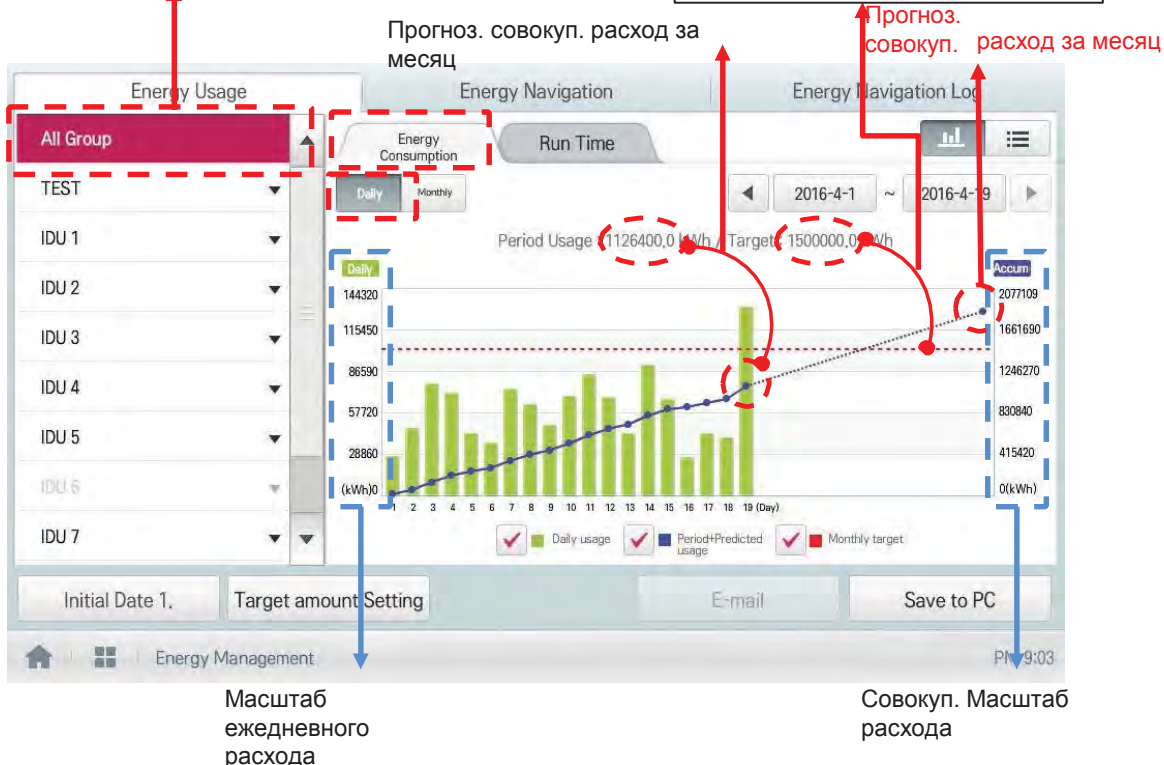 Прогноз. совокуп. расход за
месяц
Прогноз.
совокуп. расход за месяц
Energy Usage
Energy Navigation
Energy Navigation Log
All Group
TEST
IDU 1
IDU 2
IDU 3
IDU 4
IDU 5
IDU 6
IDU 7
Energy
Consumption
Run Time
Daily
Monthly
2016-4-1 ~ 2016-4-19
Period Usage : 1126400,0 kWh / Target : 1500000,0 kWh
Daily
144320
115450
86590
57720
28860
(kWh)0
Accum
2077109
1661690
1246270
830840
415420
0(kWh)
1 2 3 4 5 6 7 8 9 10 11 12 13 14 15 16 17 18 19 (Day)
Daily usage
Period+Predicted
usage
Monthly target
Initial Date 1,
Target amount Setting
E-mail
Save to PC
Energy Management
PM 9:03
Масштаб
ежедневного
расхода
Совокуп. Масштаб
расхода